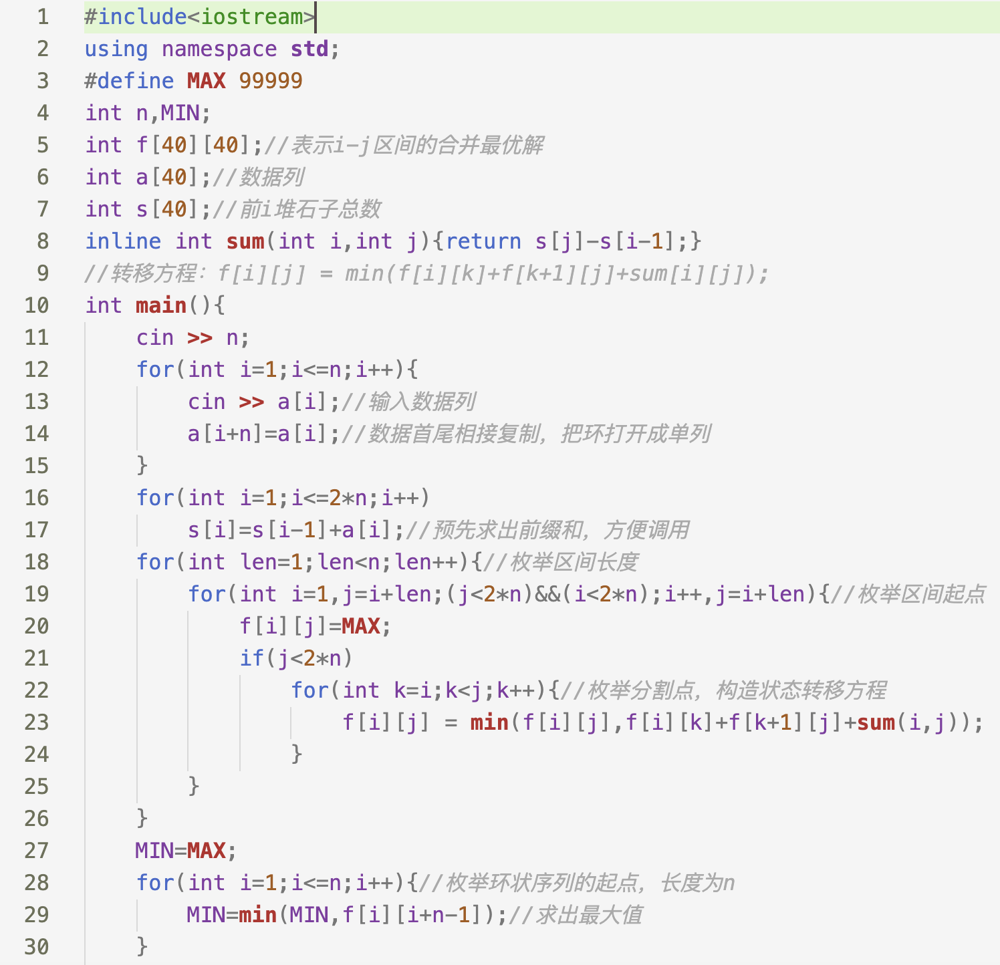 1 #include<iostream>
2 using namespace std;
3 #define MAX 99999
4 int n,MIN;
5 int f[40][40];//表示i-j区间的合并最优解
6 int a[40];//数据列
7 int s[40];//前i堆石子总数
8 inline int sum(int i,int j){return s[j]-s[i-1];}
9 //转移方程：f[i][j] = min(f[i][k]+f[k+1][j]+sum[i][j]);
10 int main(){
11     cin >> n;
12     for(int i=1;i<=n;i++){
13         cin >> a[i];//输入数据列
14         a[i+n]=a[i];//数据首尾相接复制，把环打开成单列
15     }
16     for(int i=1;i<=2*n;i++)
17         s[i]=s[i-1]+a[i];//预先求出前缀和，方便调用
18     for(int len=1;len<n;len++){//枚举区间长度
19         for(int i=1,j=i+len;(j<2*n)&&(i<2*n);i++,j=i+len){//枚举区间起点
20             f[i][j]=MAX;
21             if(j<2*n)
22                 for(int k=i;k<j;k++){//枚举分割点，构造状态转移方程
23                     f[i][j] = min(f[i][j],f[i][k]+f[k+1][j]+sum(i,j));
24                 }
25         }
26     }
27     MIN=MAX;
28     for(int i=1;i<=n;i++){//枚举环状序列的起点，长度为n
29         MIN=min(MIN,f[i][i+n-1]);//求出最大值
30     }